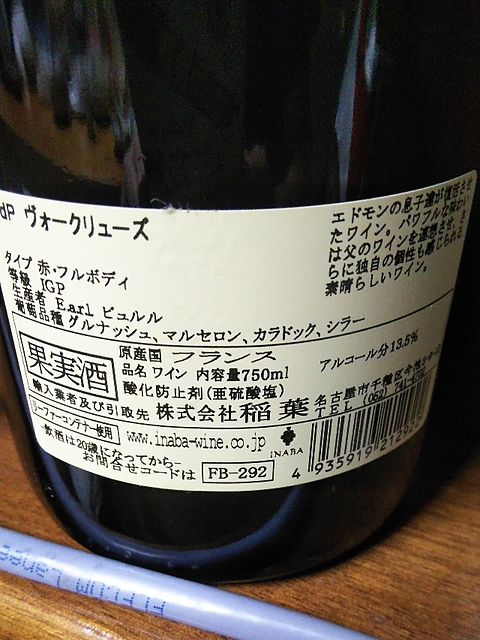 dP ヴォークリューズ
エドモンの息子達が復活させ
たワイン。パワフルな味わい
は父のワインを連想させ、さ
らに独自の個性も感じられる
素晴らしいワイン。
タイプ 赤・フルボディ
等級 IGP
生産者 E.arl ビュルル
葡萄品種 グルナッシュ、マルセロン、カラドック、シラー
果実酒
原産国 フランス
品名 ワイン 内容量750ml
アルコール分13.5%
酸化防止剤(亜硫酸塩)
輸入業者及び引取先 株式会社 稲葉
名古屋市千種区今池
TEL (052)
リーファーコンテナー使用
www.inaba-wine.co.jp
iNABA
飲酒は20歳になってから
お問合せコードは FB-292
4 935919